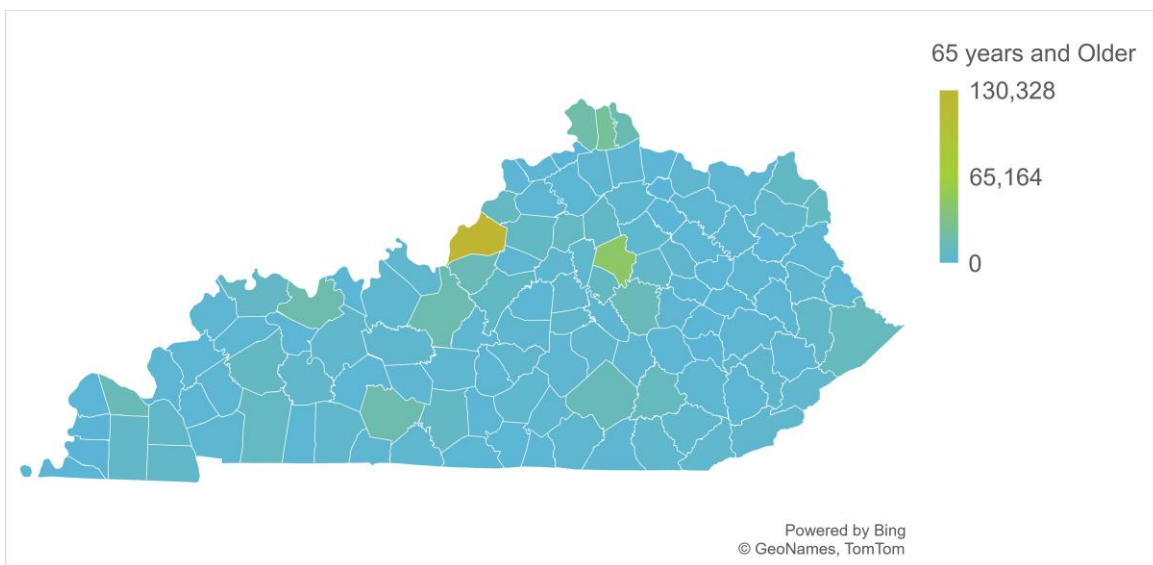 65 years and Older
130,328
65,164
0
Powered by Bing
© GeoNames, TomTom